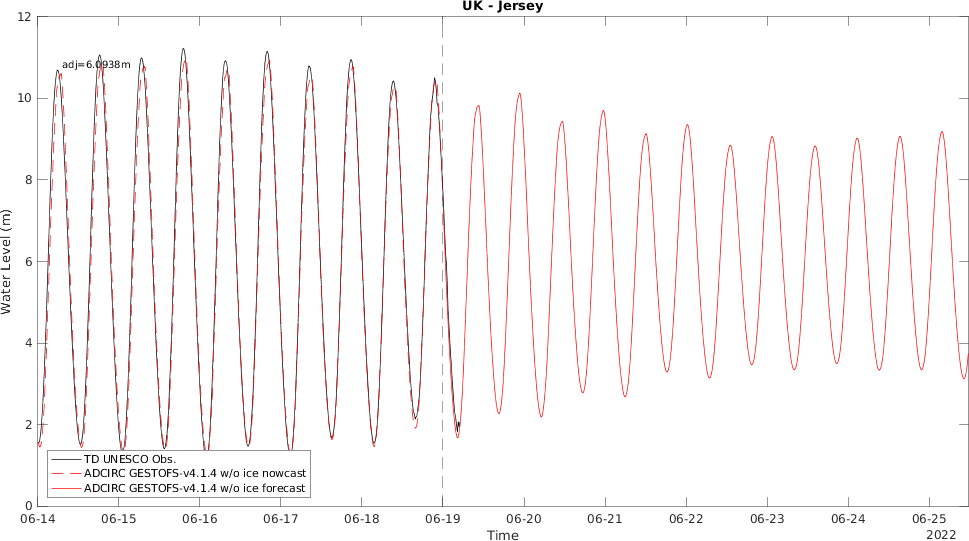 UK - Jersey
12
10
8
6
4
2
0
Water Level (m)
adj=6.0938m
TD UNESCO Obs.
ADCIRC GESTOFS-v4.1.4 w/o ice nowcast
ADCIRC GESTOFS-v4.1.4 w/o ice forecast
06-14 06-15 06-16 06-17 06-18 06-19 06-20 06-21 06-22 06-23 06-24 06-25
Time
2022